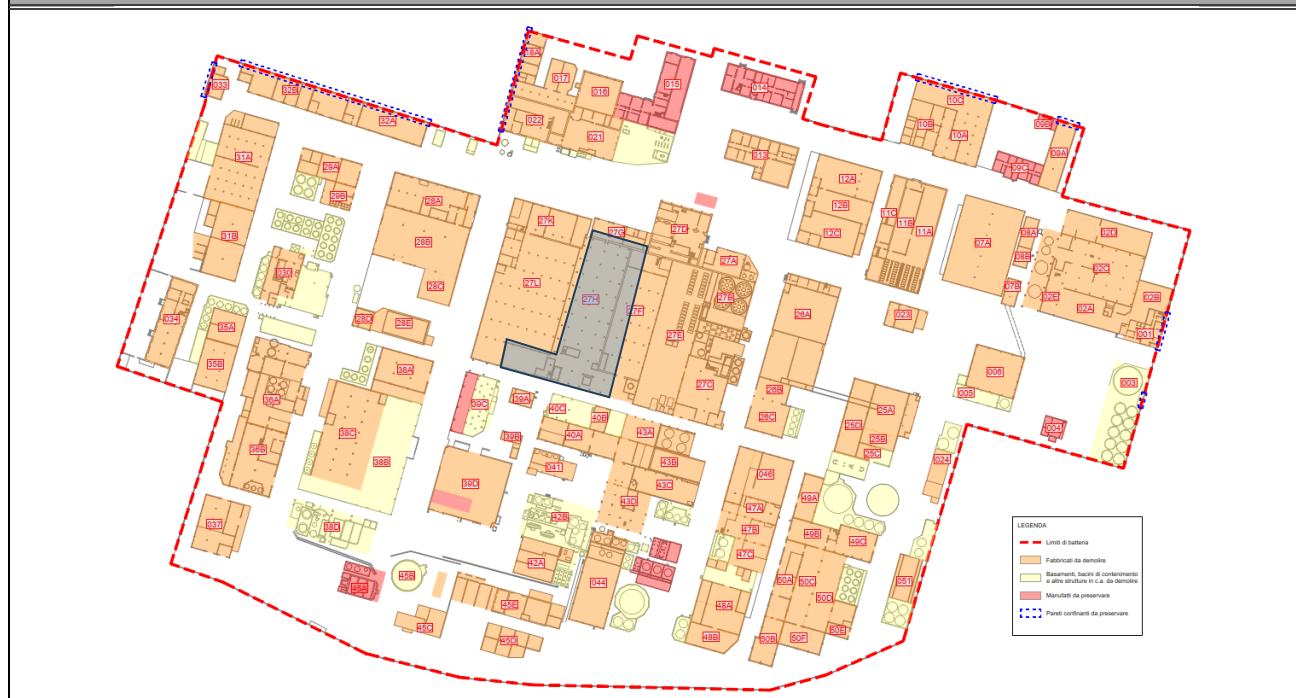 18A
033
32B
017
016
015
014
10C
32A
022
021
10B
10A
09B
09A
013
09C
31A
29A
29B
12A
28A
12B
11C
11B
11A
12C
27K
27G
27D
08A
02D
31B
28B
07A
27A
08B
02C
030
27L
27H
27B
07B
02B
28C
27F
02E
02A
034
28D
28E
27E
26A
023
001
35A
35B
38A
27C
006
003
36A
39C
39A
26B
005
40C
40B
26C
25A
38C
40A
43A
25D
25B
004
36B
39B
38B
041
43B
25C
024
39D
43C
046
43D
49A
47A
037
38D
42B
47B
49B
49C
47C
42A
45A
45B
044
50A
50C
051
45E
48A
50D
45C
45D
48B
50B
50F
50E
LEGENDA
Limiti di batteria
Fabbricati da demolire
Basamenti, bacini di contenimento
e altre strutture in c.a. da demolire
Manufatti da preservare
Pareti confinanti da preservare